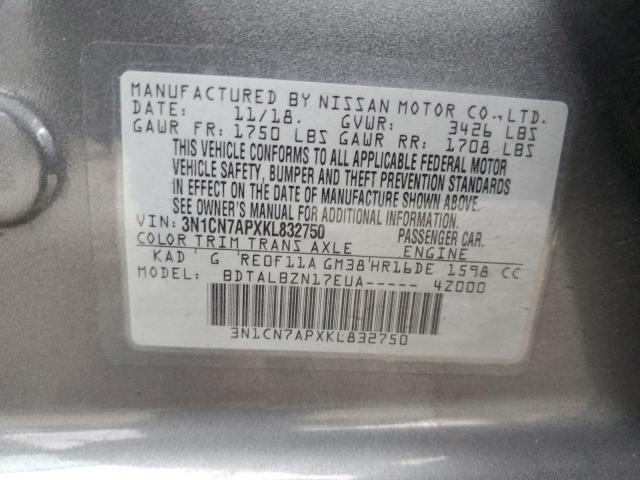 MANUFACTURED BY NISSAN MOTOR CO., LTD.
DATE: 11/18. GVWR: 3426 LBS
GAWR FR: 1750 LBS GAWR RR: 1708 LBS
THIS VEHICLE CONFORMS TO ALL APPLICABLE FEDERAL MOTOR
VEHICLE SAFETY, BUMPER AND THEFT PREVENTION STANDARDS
IN EFFECT ON THE DATE OF MANUFACTURE SHOWN ABOVE.
SEE OWNER'S MANUAL FOR ADDITIONAL INFORMATION.
VIN: 3N1CN7APXKL832750 PASSENGER CAR.
COLOR TRIM TRANS AXLE ENGINE
KAD G RE0F11A GM38 HR16DE 1598 CC
MODEL: BDTALBZN17EUA----- 4Z000
3N1CN7APXKL832750